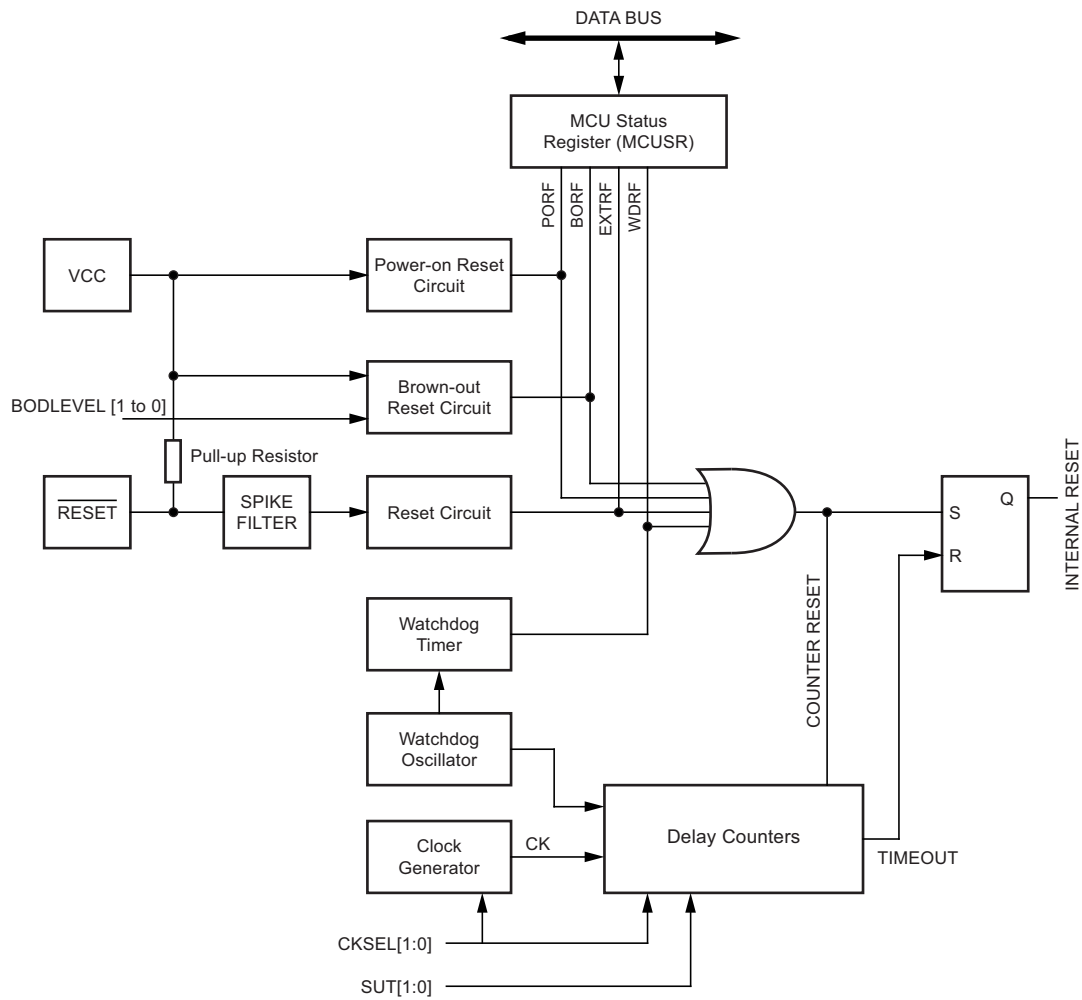 DATA BUS
MCU Status
Register (MCUSR)
PORF
BORF
EXTRF
WDRF
VCC
Power-on Reset
Circuit
Brown-out
Reset Circuit
BODLEVEL [1 to 0]
Pull-up Resistor
RESET
SPIKE
FILTER
Reset Circuit
S
Q
R
INTERNAL RESET
Watchdog
Timer
COUNTER RESET
Watchdog
Oscillator
Delay Counters
TIMEOUT
Clock
Generator
CK
CKSEL[1:0]
SUT[1:0]